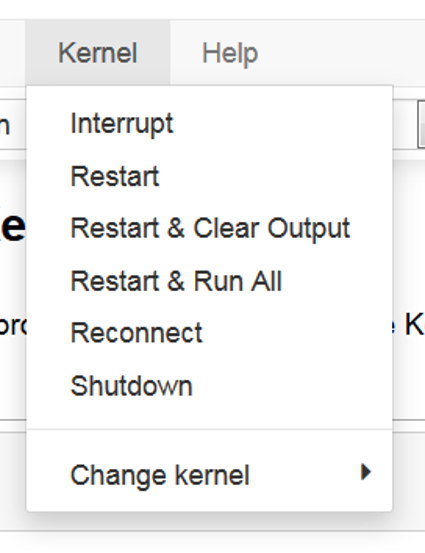 Kernel Help
Interrupt
Restart
Restart & Clear Output
Restart & Run All
Reconnect
Shutdown
Change kernel